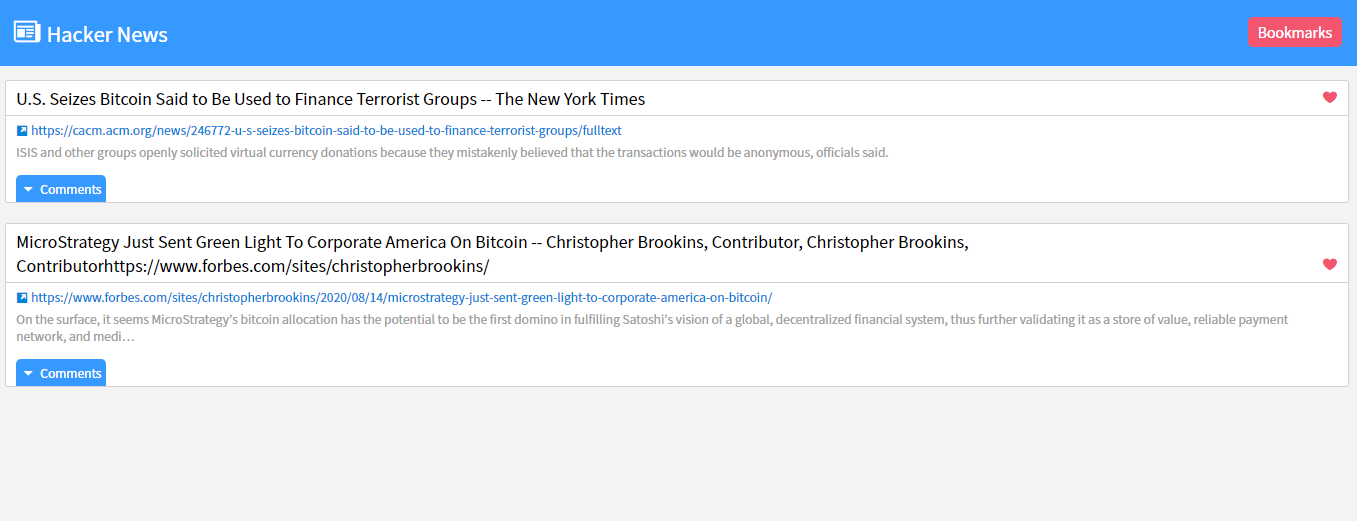 Hacker News
Bookmarks
U.S. Seizes Bitcoin Said to Be Used to Finance Terrorist Groups -- The New York Times
https://cacm.acm.org/news/246772-u-s-seizes-bitcoin-said-to-be-used-to-finance-terrorist-groups/fulltext
ISIS and other groups openly solicited virtual currency donations because they mistakenly believed that the transactions would be anonymous, officials said.
Comments
MicroStrategy Just Sent Green Light To Corporate America On Bitcoin -- Christopher Brookins, Contributor, Christopher Brookins,
Contributorhttps://www.forbes.com/sites/christopherbrookins/
https://www.forbes.com/sites/christopherbrookins/2020/08/14/microstrategy-just-sent-green-light-to-corporate-america-on-bitcoin/
On the surface, it seems MicroStrategy's bitcoin allocation has the potential to be the first domino in fulfilling Satoshi's vision of a global, decentralized financial system, thus further validating it as a store of value, reliable payment
network, and medi…
Comments